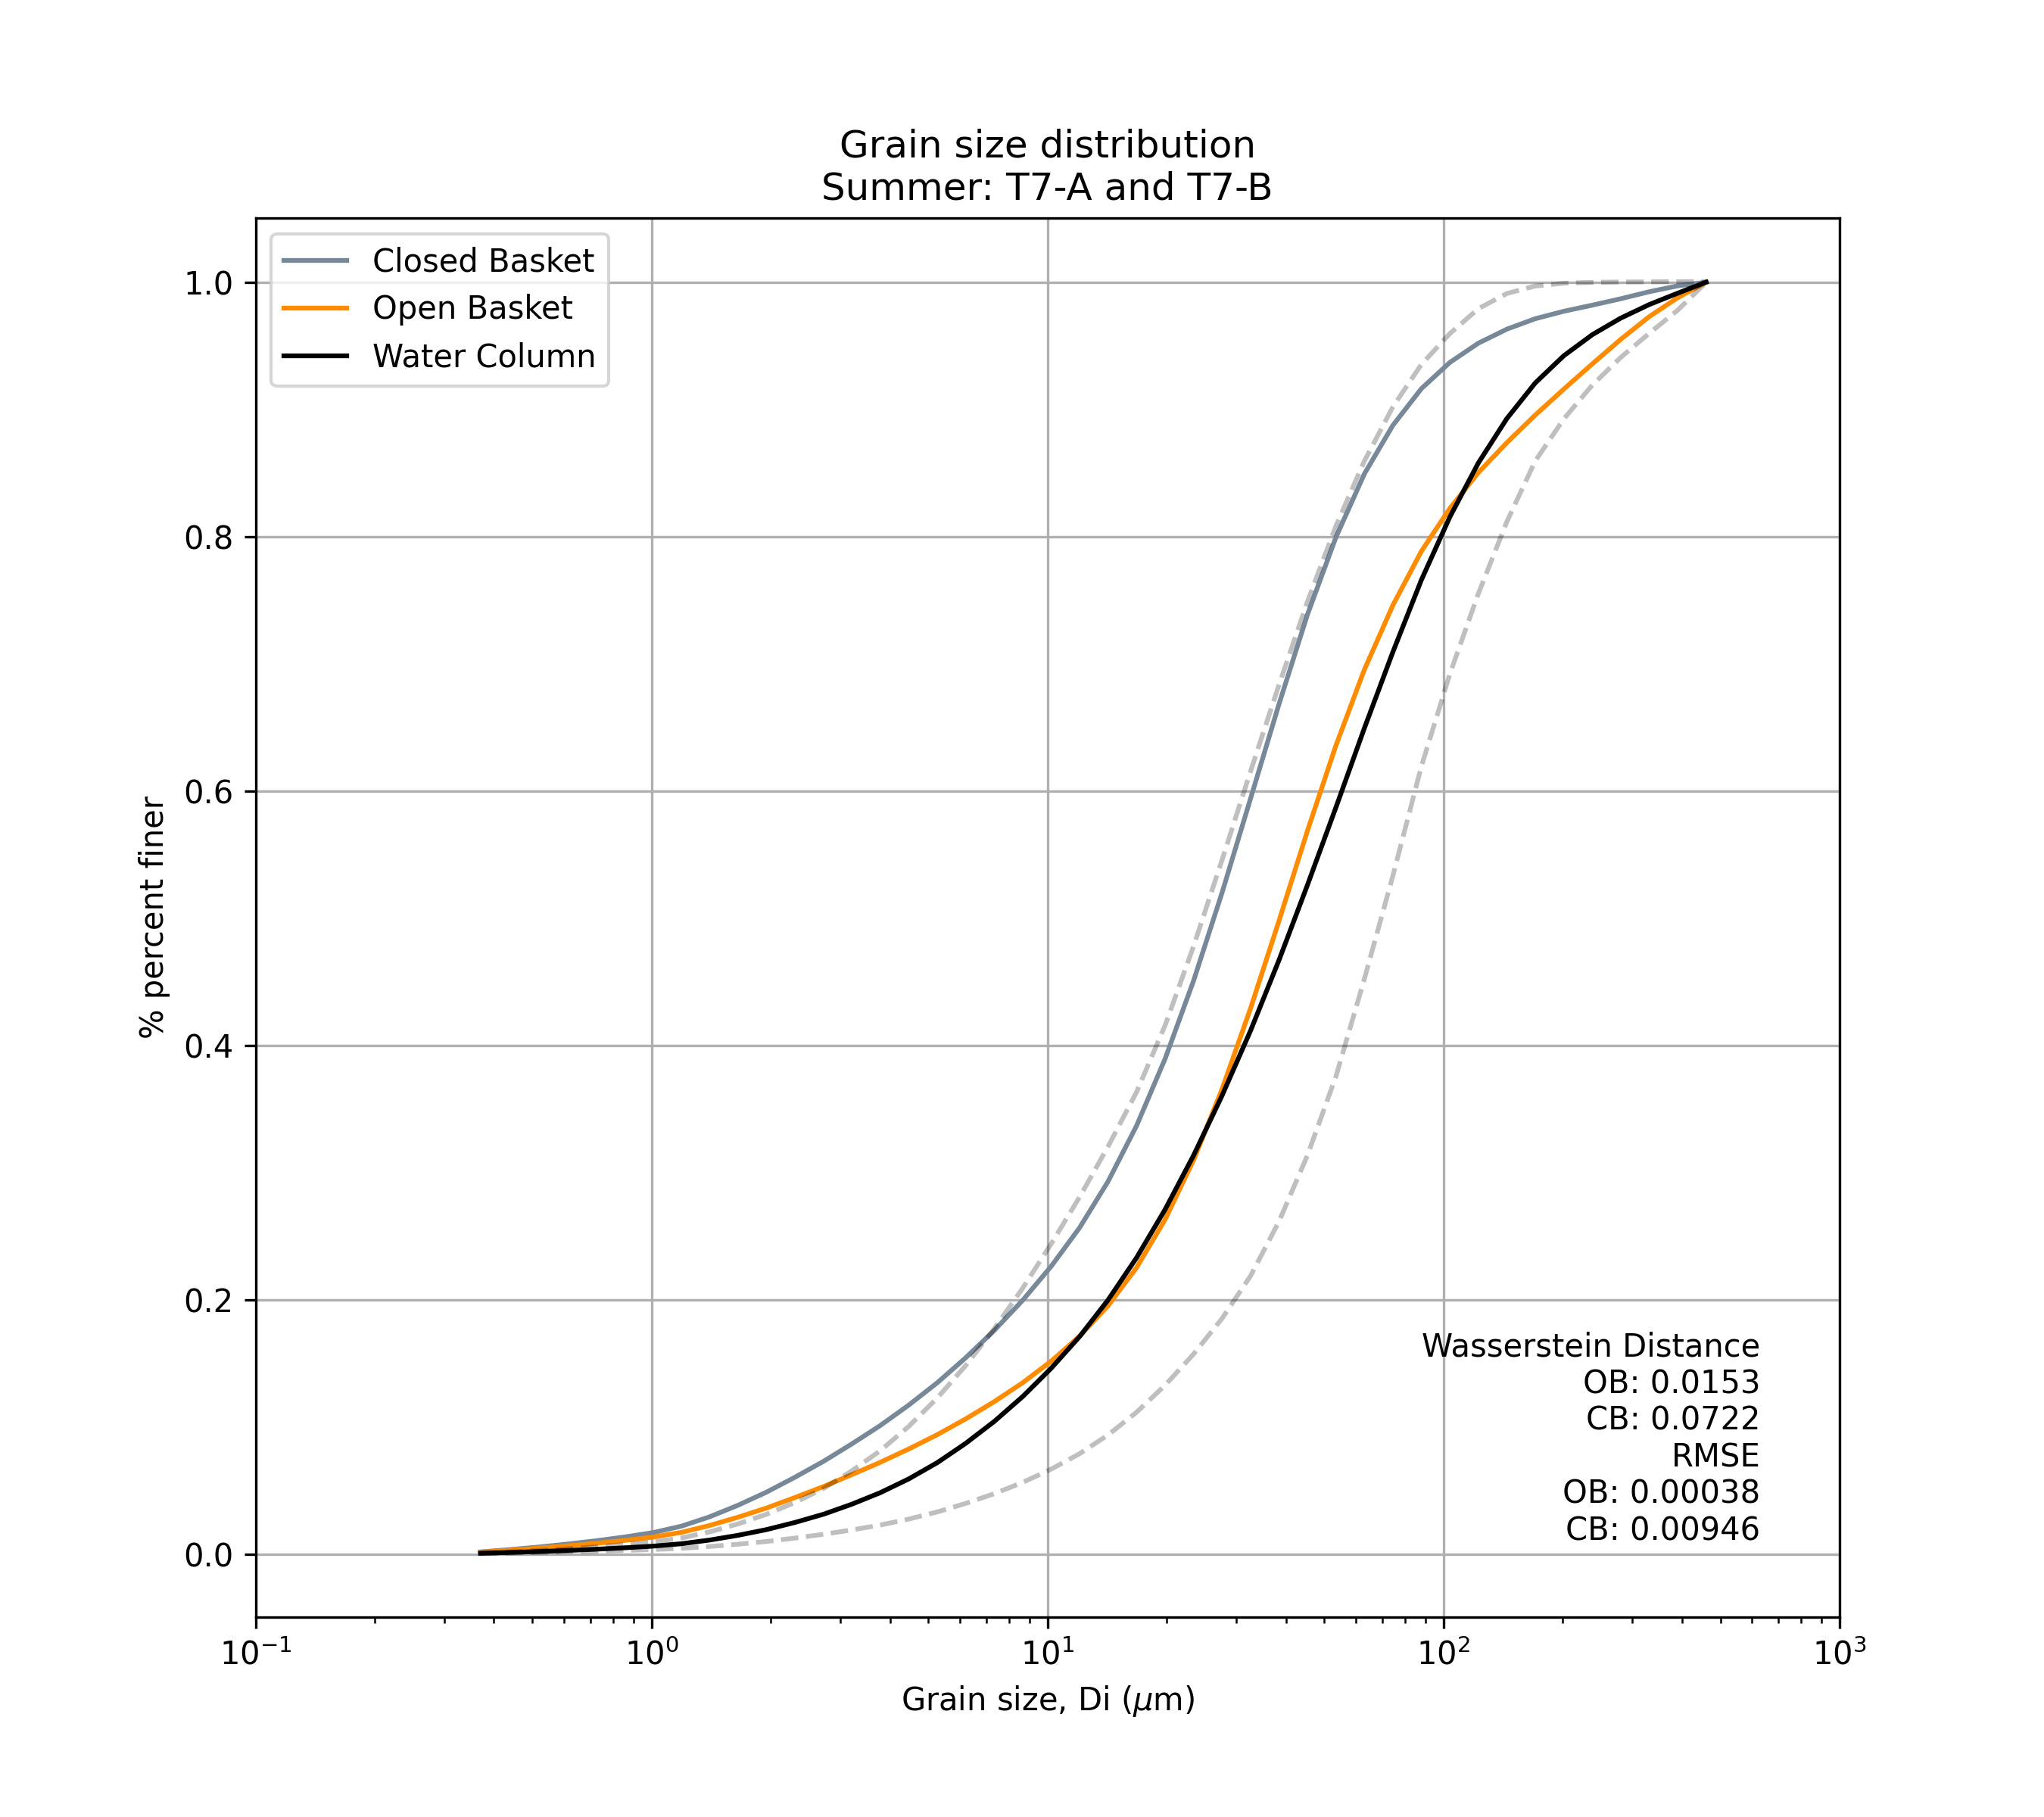 Grain size distribution
Summer: T7-A and T7-B
Closed Basket
Open Basket
Water Column
% percent finer
1.0
0.8
0.6
0.4
0.2
0.0
Wasserstein Distance
OB: 0.0153
CB: 0.0722
RMSE
OB: 0.00038
CB: 0.00946
10⁻¹ 10⁰ 10¹ 10² 10³
Grain size, Di (μm)